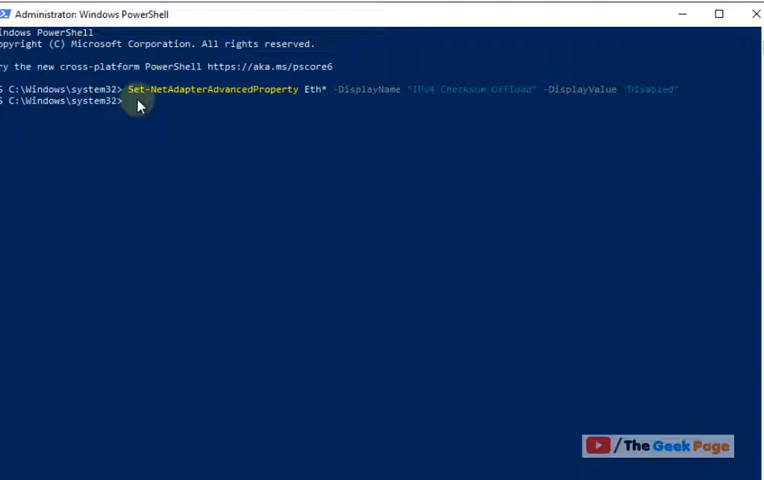 Administrator: Windows PowerShell
indows PowerShell
opyright (C) Microsoft Corporation. All rights reserved.
ry the new cross-platform PowerShell https://aka.ms/pscore6
S C:\Windows\system32> Set-NetAdapterAdvancedProperty Eth* -DisplayName "IPv4 Checksum Offload" -DisplayValue "Disabled"
S C:\Windows\system32>
/The Geek Page